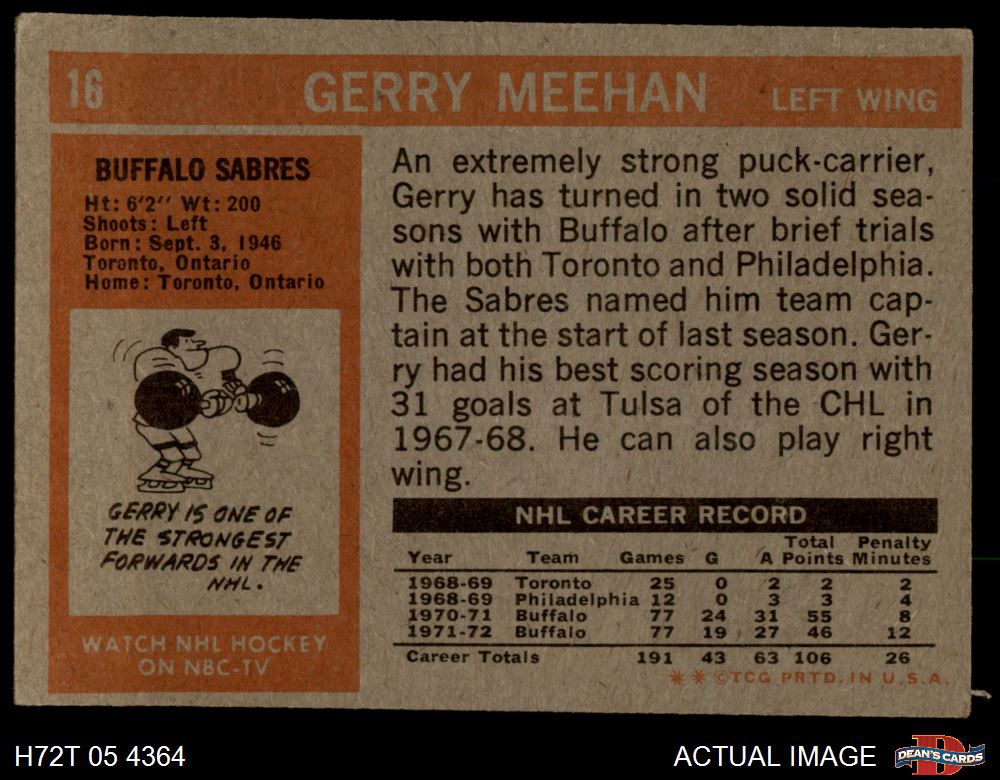 16 GERRY MEEHAN LEFT WING
BUFFALO SABRES
Ht: 6'2" Wt: 200
Shoots: Left
Born: Sept. 3, 1946
Toronto, Ontario
Home: Toronto, Ontario
GERRY IS ONE OF
THE STRONGEST
FORWARDS IN THE
NHL.
WATCH NHL HOCKEY
ON NBC-TV
An extremely strong puck-carrier,
Gerry has turned in two solid sea-
sons with Buffalo after brief trials
with both Toronto and Philadelphia.
The Sabres named him team cap-
tain at the start of last season. Ger-
ry had his best scoring season with
31 goals at Tulsa of the CHL in
1967-68. He can also play right
wing.
NHL CAREER RECORD
Total Penalty
Year Team Games G A Points Minutes
1968-69 Toronto 25 0 2 2 2
1968-69 Philadelphia 12 0 3 3 4
1970-71 Buffalo 77 24 31 55 8
1971-72 Buffalo 77 19 27 46 12
Career Totals 191 43 63 106 26
* * ©TCG PRTD. IN U.S.A.
H72T 05 4364 ACTUAL IMAGE DEAN'S CARDS